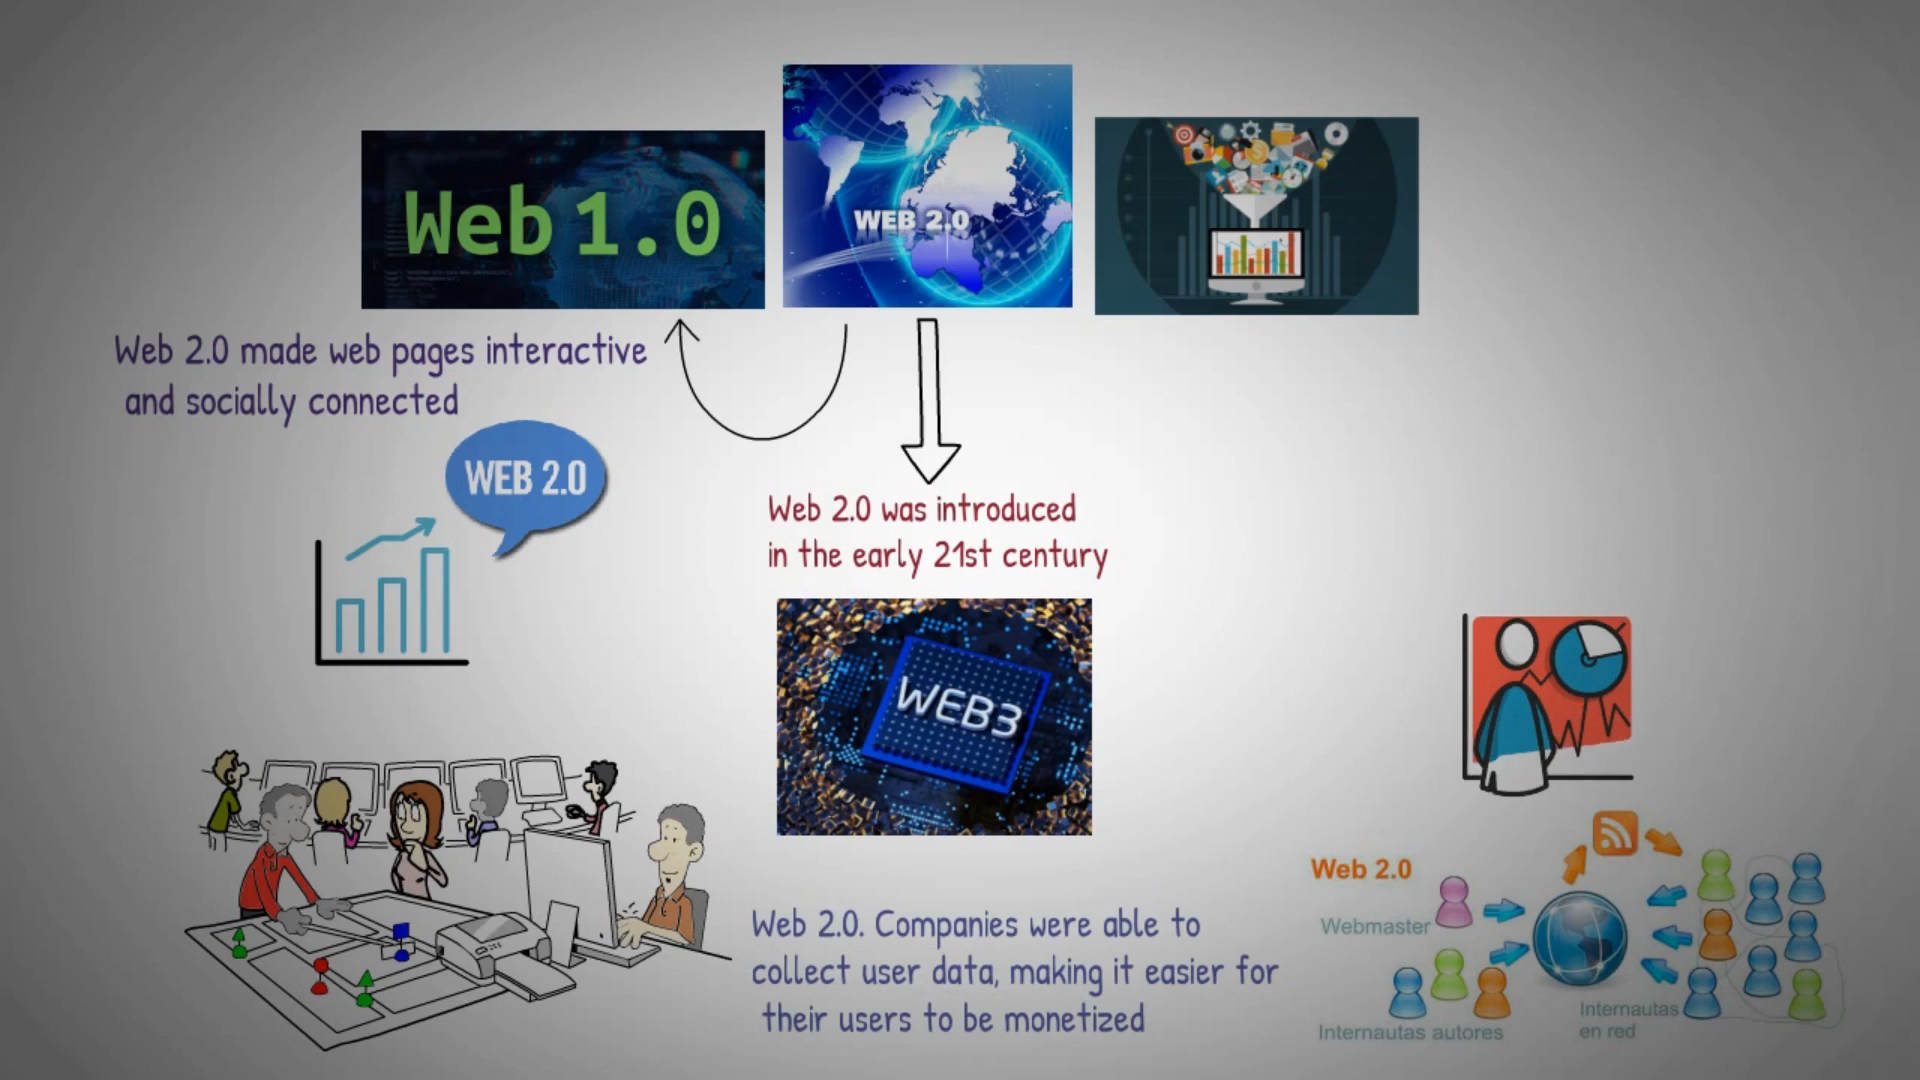 Web 1.0
WEB 2.0
Web 2.0 made web pages interactive
and socially connected
WEB 2.0
Web 2.0 was introduced
in the early 21st century
WEB3
Web 2.0. Companies were able to
collect user data, making it easier for
their users to be monetized
Web 2.0
Webmaster
Internautas autores
Internautas
en red